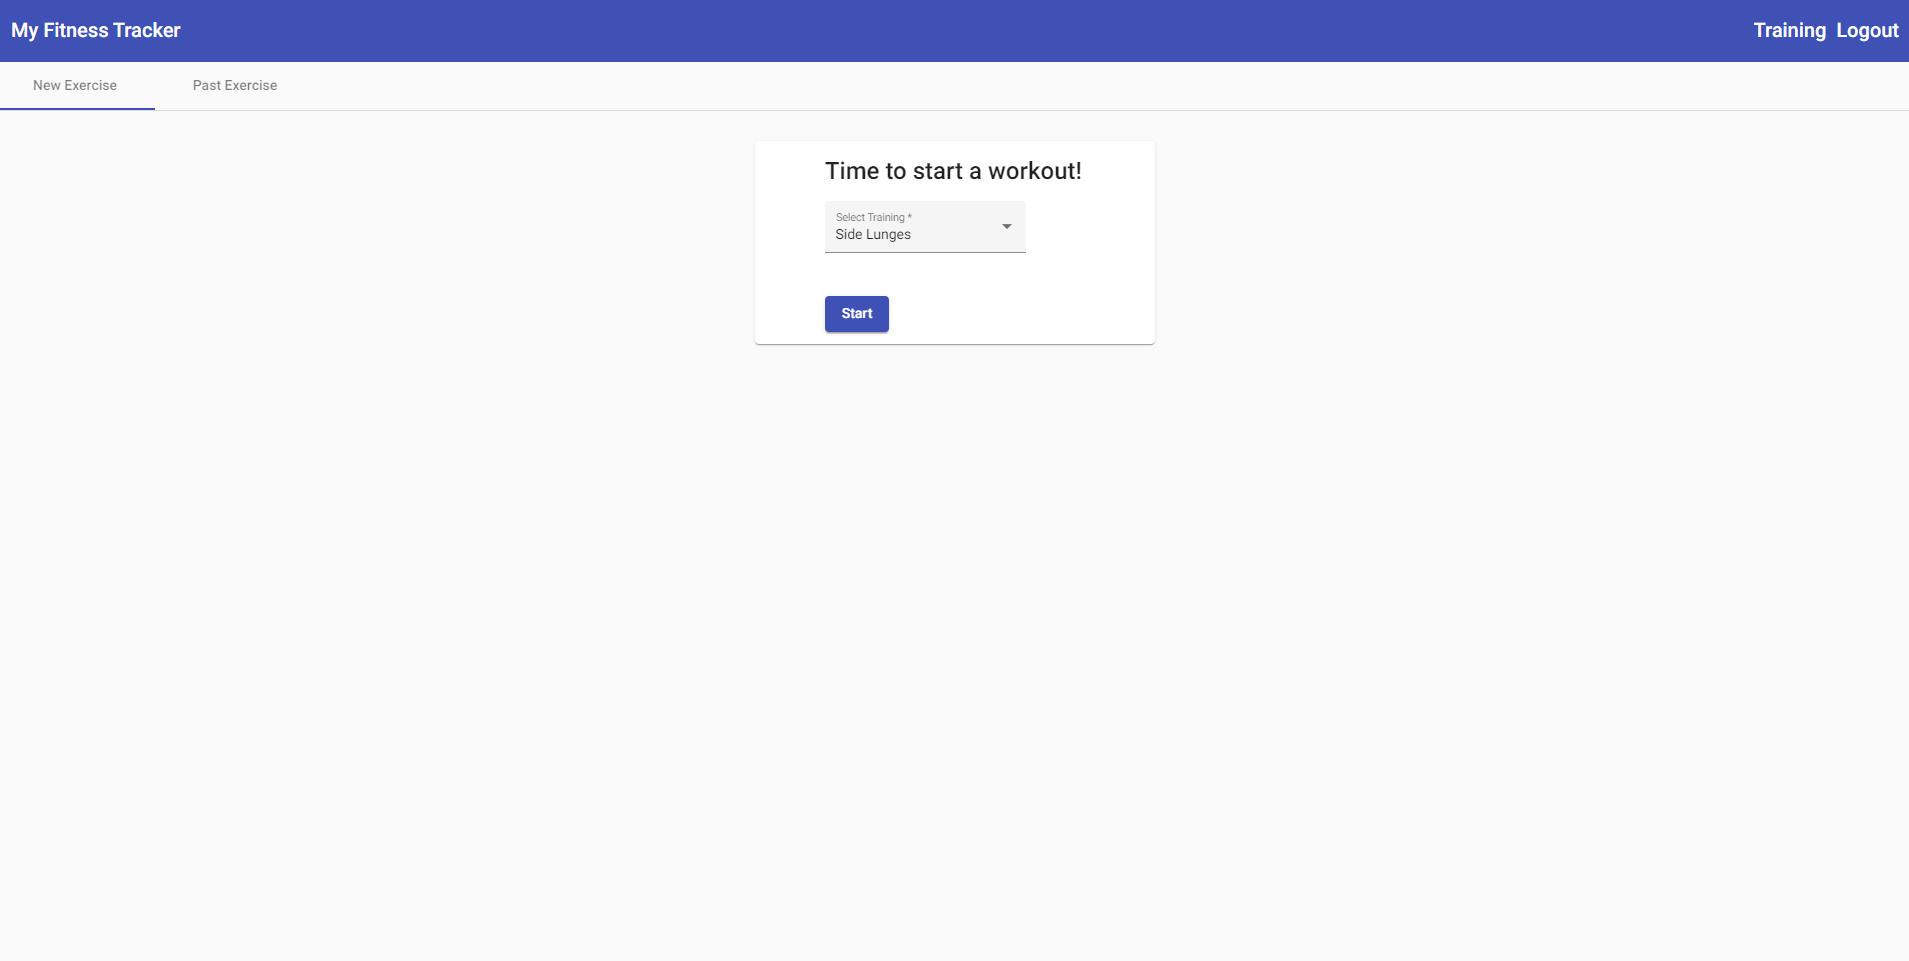 My Fitness Tracker
Training Logout
New Exercise
Past Exercise
Time to start a workout!
Select Training *
Side Lunges
Start